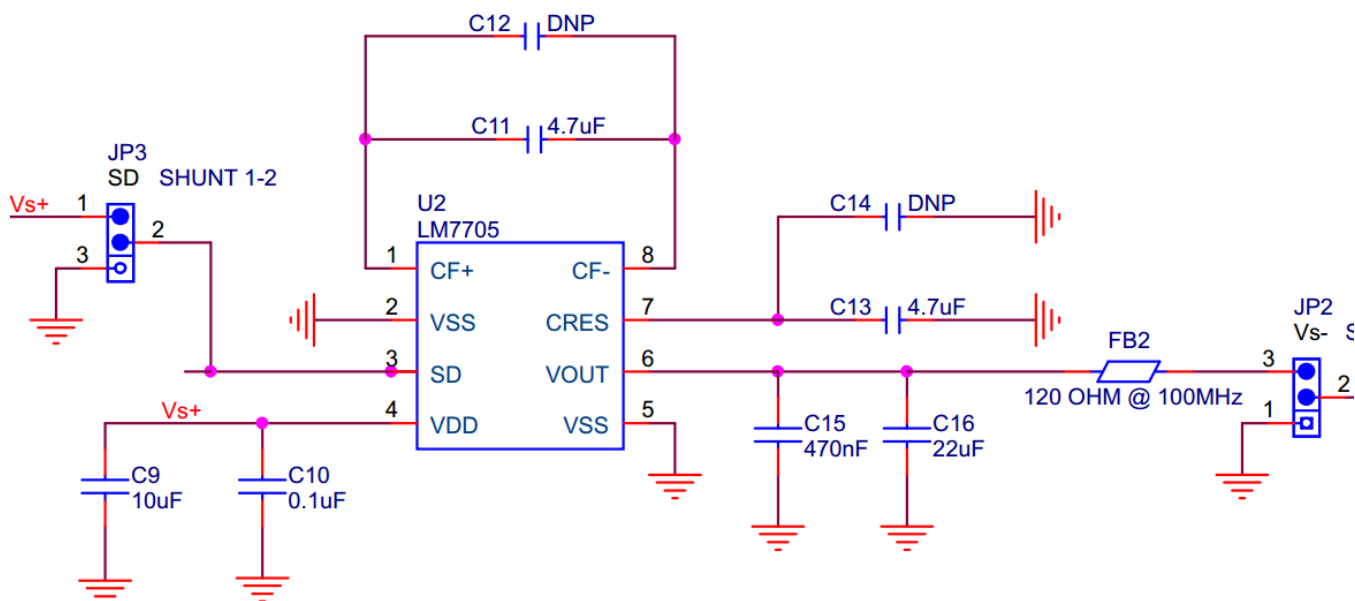 C12 DNP
C11 4.7uF
JP3
SD SHUNT 1-2
Vs+ 1
2
3
U2
LM7705
C14 DNP
1 CF+ CF- 8
2 VSS CRES 7
C13 4.7uF
3 SD VOUT 6
4 VDD VSS 5
Vs+
JP2
Vs- S
FB2
3
120 OHM @ 100MHz
2
1
C15
470nF
C16
22uF
C9
10uF
C10
0.1uF